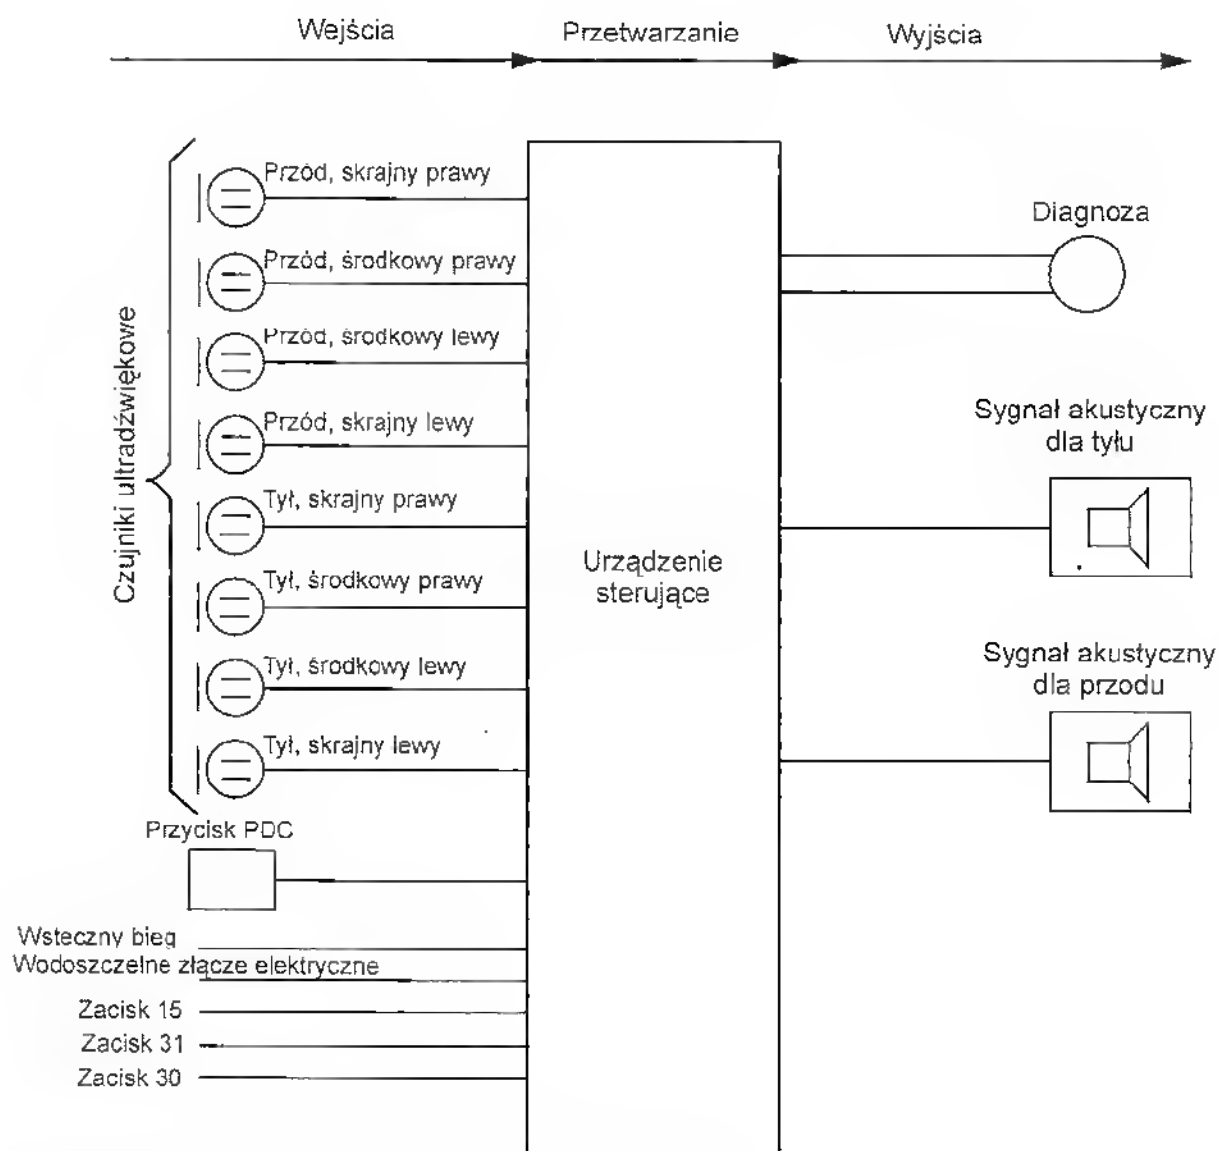 Wejścia
Przetwarzanie
Wyjścia
Czujniki ultradźwiękowe
Przód, skrajny prawy
Przód, środkowy prawy
Przód, środkowy lewy
Przód, skrajny lewy
Tył, skrajny prawy
Tył, środkowy prawy
Tył, środkowy lewy
Tył, skrajny lewy
Przycisk PDC
Wsteczny bieg
Wodoszczelne złącze elektryczne
Zacisk 15
Zacisk 31
Zacisk 30
Urządzenie
sterujące
Diagnoza
Sygnał akustyczny
dla tyłu
Sygnał akustyczny
dla przodu